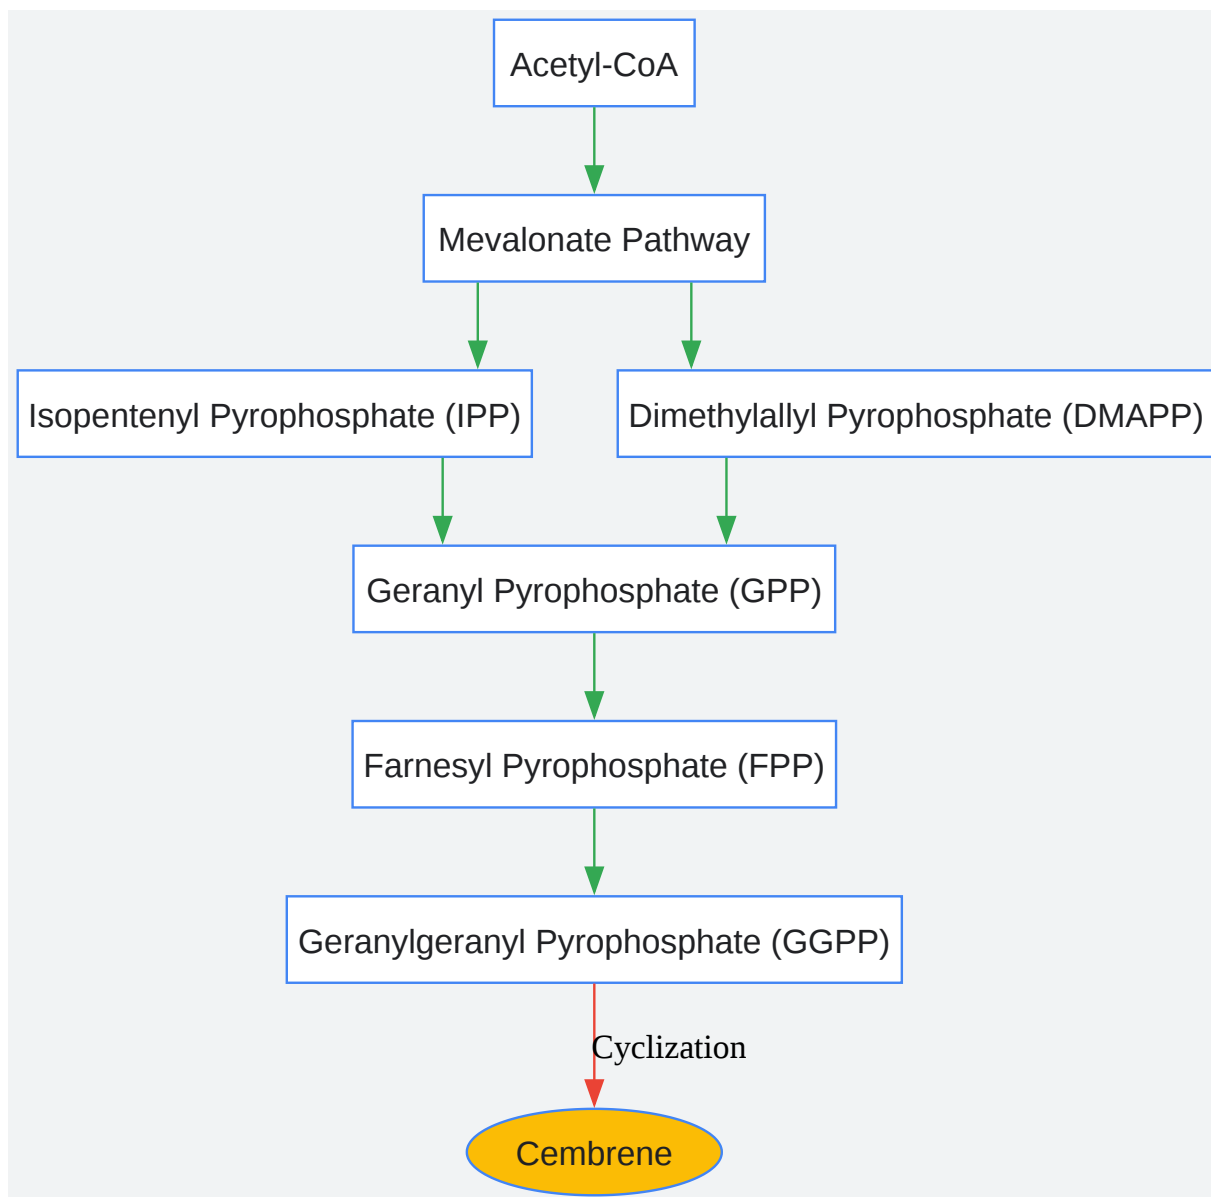 Acetyl-CoA
Mevalonate Pathway
Isopentenyl Pyrophosphate (IPP)
Dimethylallyl Pyrophosphate (DMAPP)
Geranyl Pyrophosphate (GPP)
Farnesyl Pyrophosphate (FPP)
Geranylgeranyl Pyrophosphate (GGPP)
Cyclization
Cembrene